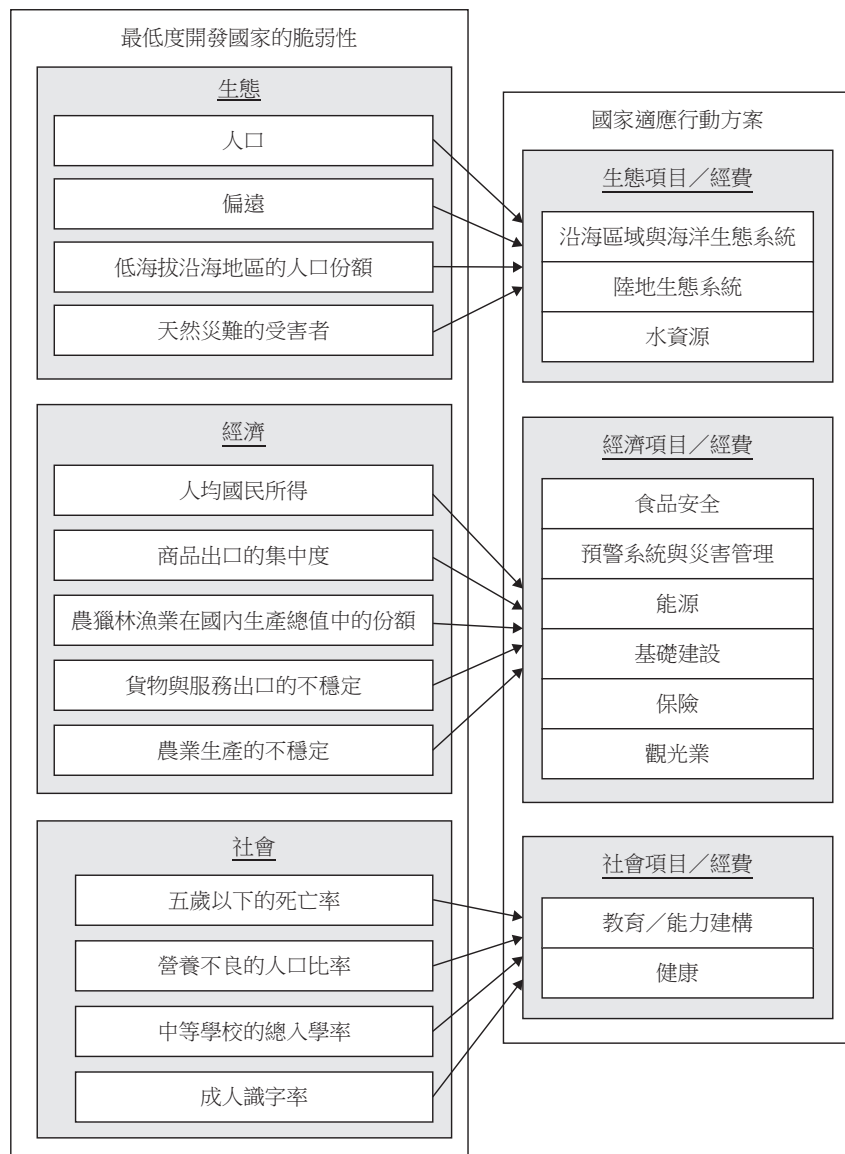 最低度開發國家的脆弱性
生態
人口
偏遠
低海拔沿海地區的人口份額
天然災難的受害者
經濟
人均國民所得
商品出口的集中度
農獵林漁業在國內生產總值中的份額
貨物與服務出口的不穩定
農業生產的不穩定
社會
五歲以下的死亡率
營養不良的人口比率
中等學校的總入學率
成人識字率
國家適應行動方案
生態項目／經費
沿海區域與海洋生態系統
陸地生態系統
水資源
經濟項目／經費
食品安全
預警系統與災害管理
能源
基礎建設
保險
觀光業
社會項目／經費
教育／能力建構
健康